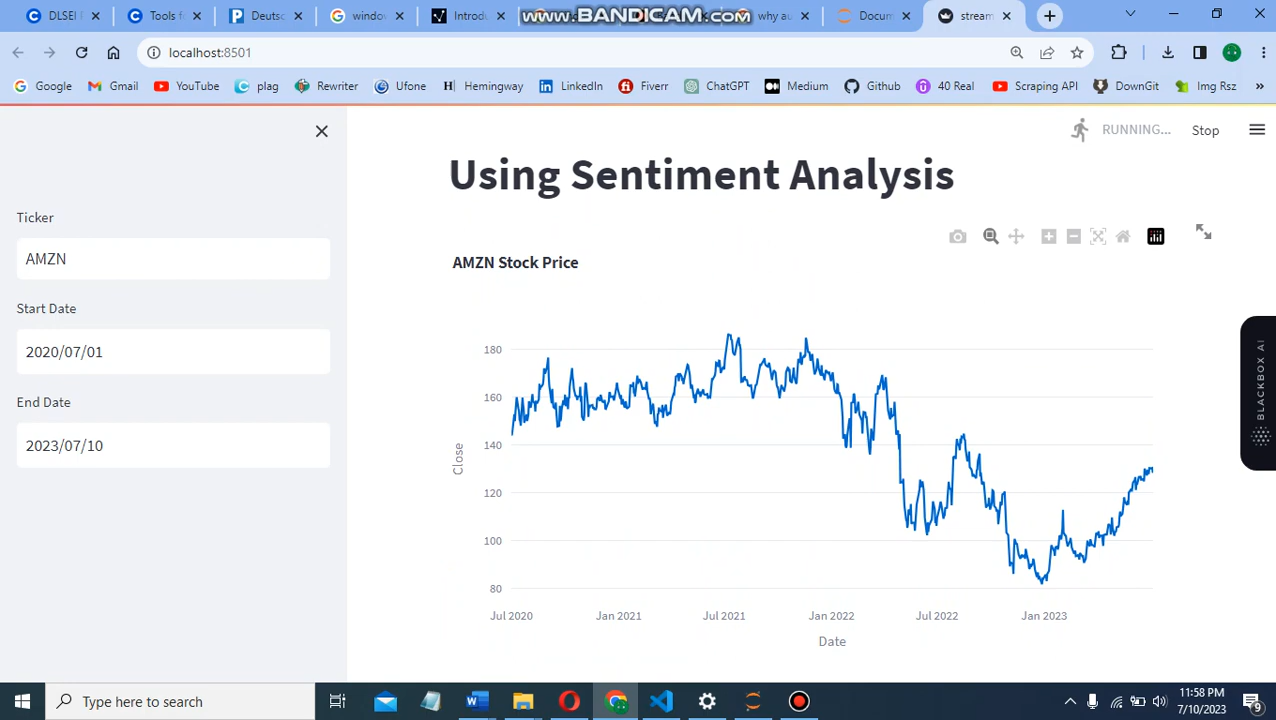 DLSEI
Tools f
Deutsc
windov
Introdu
www.BANDICAM.com
why au
Docum
stream
localhost:8501
Google
Gmail
YouTube
plag
Rewriter
Ufone
Hemingway
LinkedIn
Fiverr
ChatGPT
Medium
Github
40 Real
Scraping API
DownGit
Img Rsz
»
RUNNING...
Stop
Using Sentiment Analysis
Ticker
AMZN
Start Date
2020/07/01
End Date
2023/07/10
AMZN Stock Price
180
160
140
120
100
80
Close
Jul 2020
Jan 2021
Jul 2021
Jan 2022
Jul 2022
Jan 2023
Date
BLACKBOX AI
Type here to search
11:58 PM
7/10/2023
9